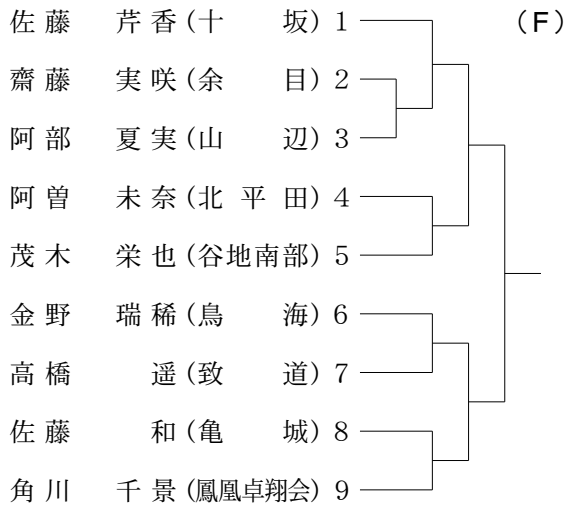 佐藤 芹香(十坂) 1 (F)
齋藤 実咲(余目) 2
阿部 夏実(山辺) 3
阿曽 未奈(北平田) 4
茂木 栄也(谷地南部) 5
金野 瑞稀(鳥海) 6
高橋 遥(致道) 7
佐藤 和(亀城) 8
角川 千景(鳳凰卓翔会) 9